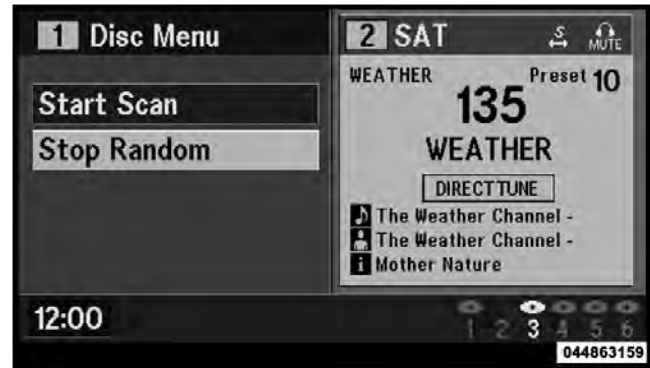 1 Disc Menu
Start Scan
Stop Random
2 SAT S MUTE
WEATHER Preset 10
135
WEATHER
DIRECT TUNE
The Weather Channel -
The Weather Channel -
i Mother Nature
12:00
1 2 3 4 5 6
044863159